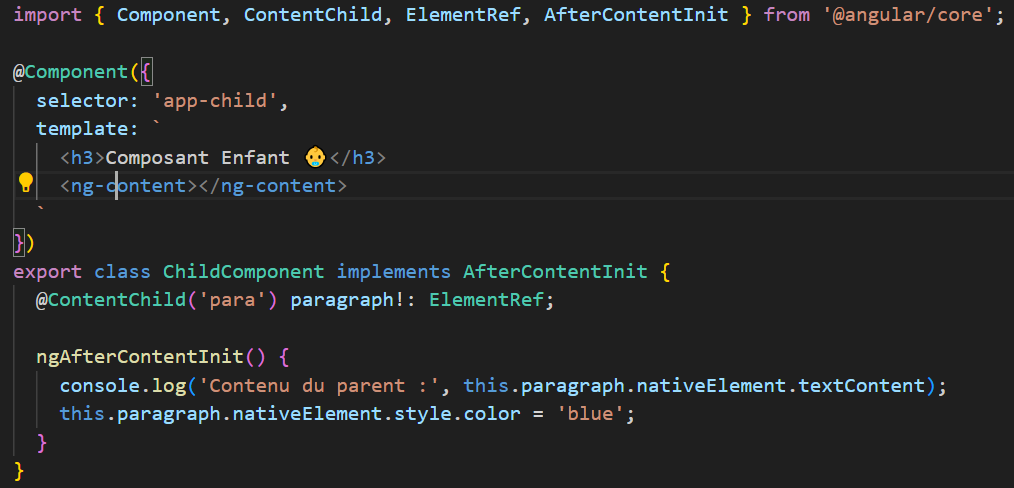 import { Component, ContentChild, ElementRef, AfterContentInit } from '@angular/core';
@Component({
selector: 'app-child',
template: `
<h3>Composant Enfant 👶</h3>
<ng-content></ng-content>
`
})
export class ChildComponent implements AfterContentInit {
@ContentChild('para') paragraph!: ElementRef;
ngAfterContentInit() {
console.log('Contenu du parent :', this.paragraph.nativeElement.textContent);
this.paragraph.nativeElement.style.color = 'blue';
}
}